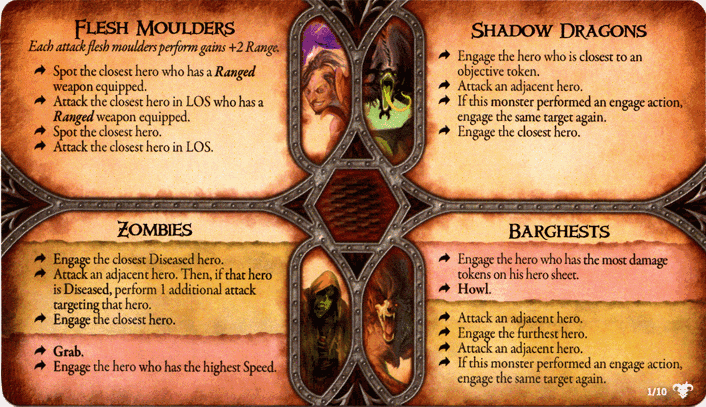 FLESH MOULDERS
Each attack flesh moulders perform gains +2 Range.
Spot the closest hero who has a Ranged
weapon equipped.
Attack the closest hero in LOS who has a
Ranged weapon equipped.
Spot the closest hero.
Attack the closest hero in LOS.
SHADOW DRAGONS
Engage the hero who is closest to an
objective token.
Attack an adjacent hero.
If this monster performed an engage action,
engage the same target again.
Engage the closest hero.
ZOMBIES
Engage the closest Diseased hero.
Attack an adjacent hero. Then, if that hero
is Diseased, perform 1 additional attack
targeting that hero.
Engage the closest hero.
Grab.
Engage the hero who has the highest Speed.
BARGHESTS
Engage the hero who has the most damage
tokens on his hero sheet.
Howl.
Attack an adjacent hero.
Engage the furthest hero.
Attack an adjacent hero.
If this monster performed an engage action,
engage the same target again.
1/10